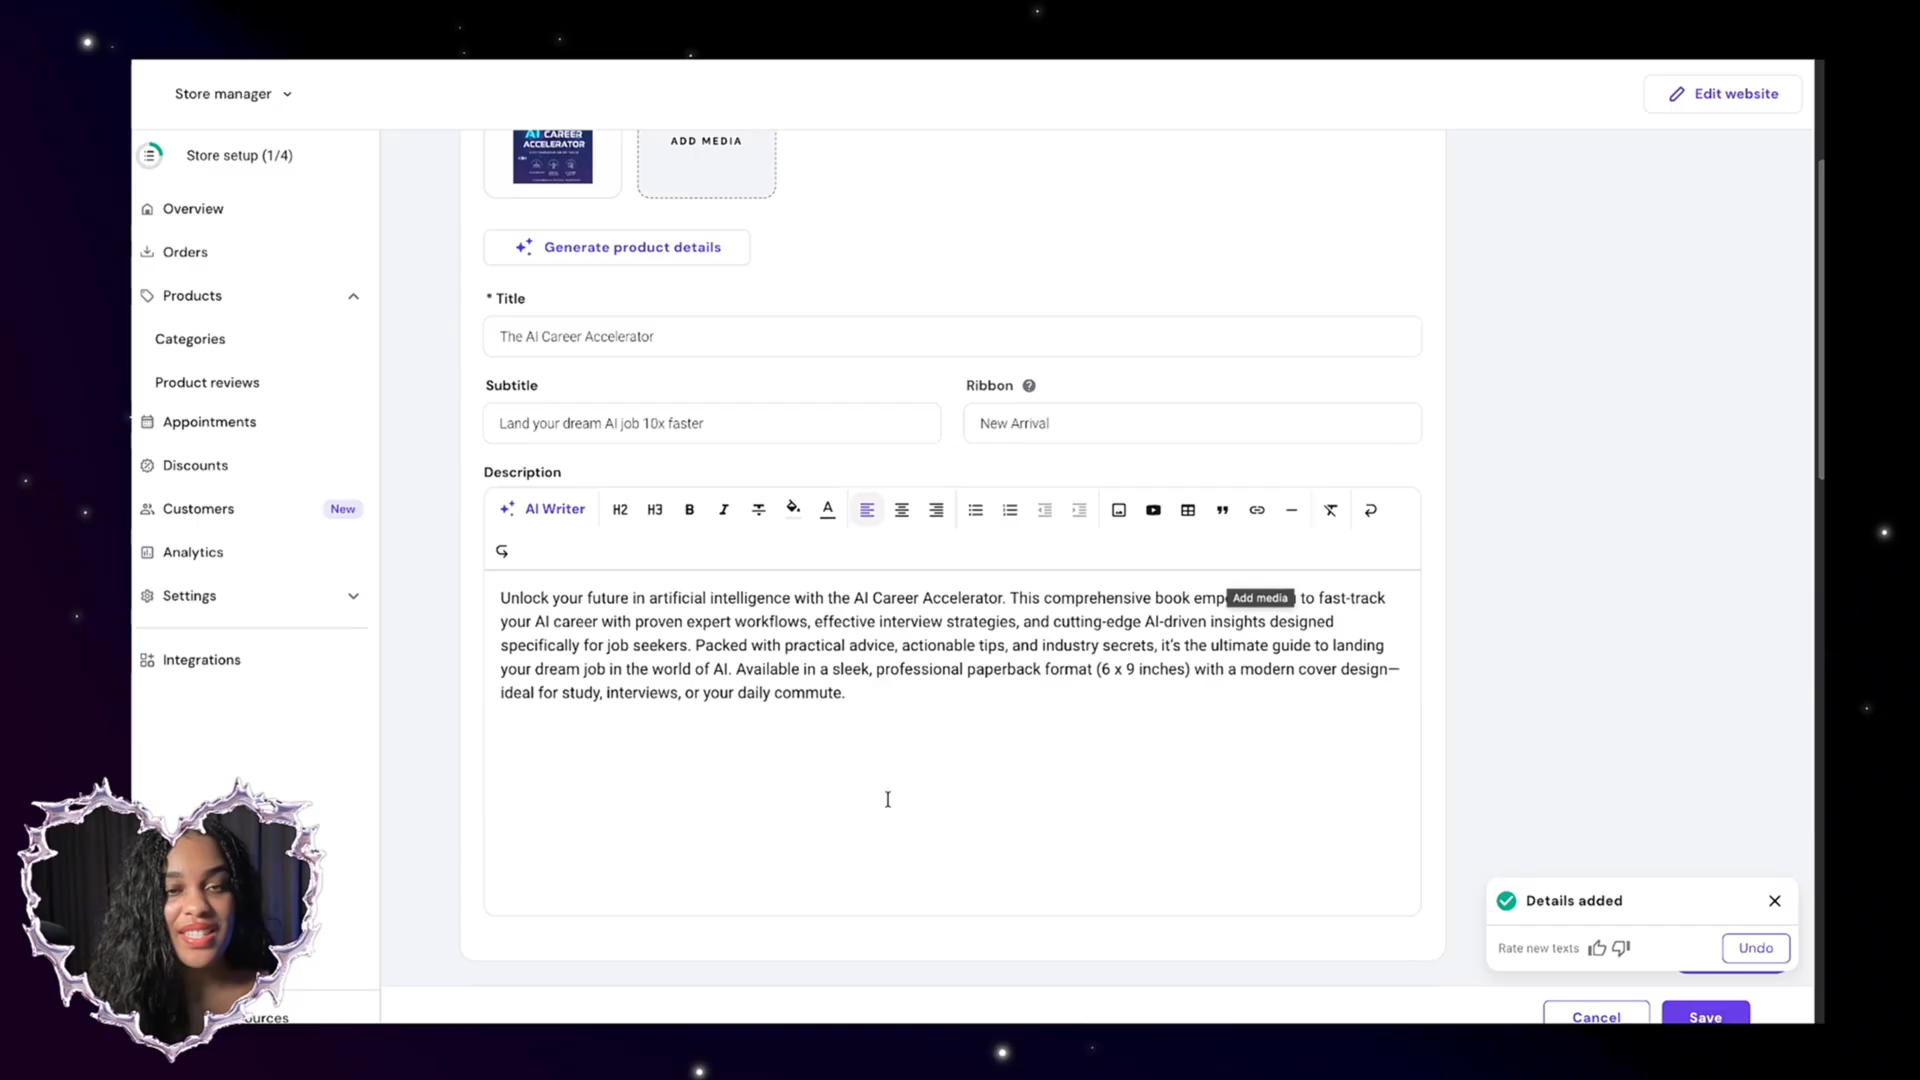 Store manager
Edit website
Store setup (1/4)
Overview
Orders
Products
Categories
Product reviews
Appointments
Discounts
Customers
New
Analytics
Settings
Integrations
AI CAREER
ACCELERATOR
ADD MEDIA
Generate product details
* Title
The AI Career Accelerator
Subtitle
Ribbon
Land your dream AI job 10x faster
New Arrival
Description
AI Writer
H2
H3
B
I
A
Unlock your future in artificial intelligence with the AI Career Accelerator. This comprehensive book emp Add media to fast-track
your AI career with proven expert workflows, effective interview strategies, and cutting-edge AI-driven insights designed
specifically for job seekers. Packed with practical advice, actionable tips, and industry secrets, it's the ultimate guide to landing
your dream job in the world of AI. Available in a sleek, professional paperback format (6 x 9 inches) with a modern cover design—
ideal for study, interviews, or your daily commute.
Details added
Rate new texts
Undo
Cancel
Save